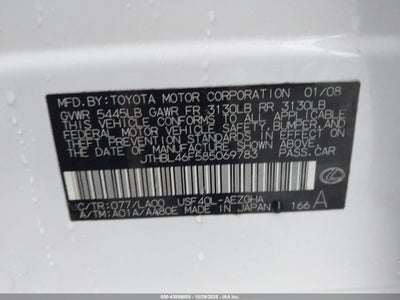 MFD. BY: TOYOTA MOTOR CORPORATION 01/08
GVWR 5445LB GAWR FR 3130LB RR 3130LB
THIS VEHICLE CONFORMS TO ALL APPLICABLE
FEDERAL MOTOR VEHICLE SAFETY, BUMPER, AND
THEFT PREVENTION STANDARDS IN EFFECT ON
THE DATE OF MANUFACTURE SHOWN ABOVE.
JTHBL46F585069783 PASS.CAR
C/TR:077/LA00 USF40L-AEZGHA
A/TM:A01A/AA80E MADE IN JAPAN 166 A